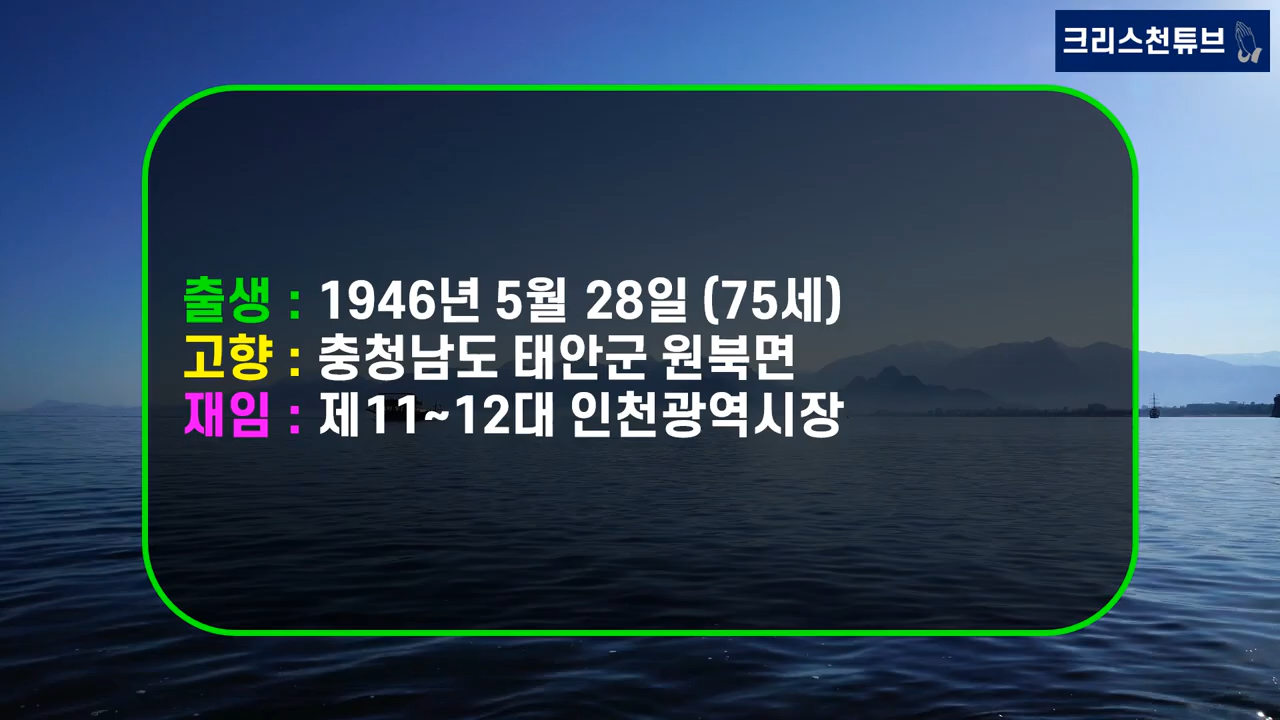 크리스천튜브
출생 : 1946년 5월 28일 (75세)
고향 : 충청남도 태안군 원북면
재임 : 제11~12대 인천광역시장